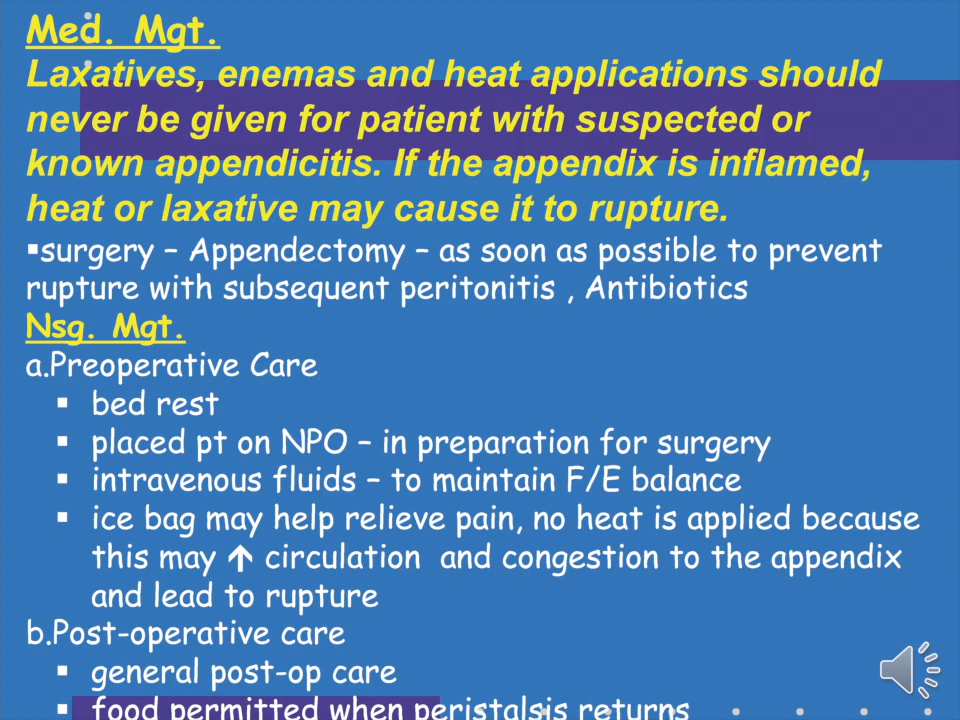 Med. Mgt.
Laxatives, enemas and heat applications should
never be given for patient with suspected or
known appendicitis. If the appendix is inflamed,
heat or laxative may cause it to rupture.
▪surgery – Appendectomy – as soon as possible to prevent
rupture with subsequent peritonitis , Antibiotics
Nsg. Mgt.
a.Preoperative Care
▪ bed rest
▪ placed pt on NPO – in preparation for surgery
▪ intravenous fluids – to maintain F/E balance
▪ ice bag may help relieve pain, no heat is applied because
this may ↑ circulation and congestion to the appendix
and lead to rupture
b.Post-operative care
▪ general post-op care
▪ food permitted when peristalsis returns